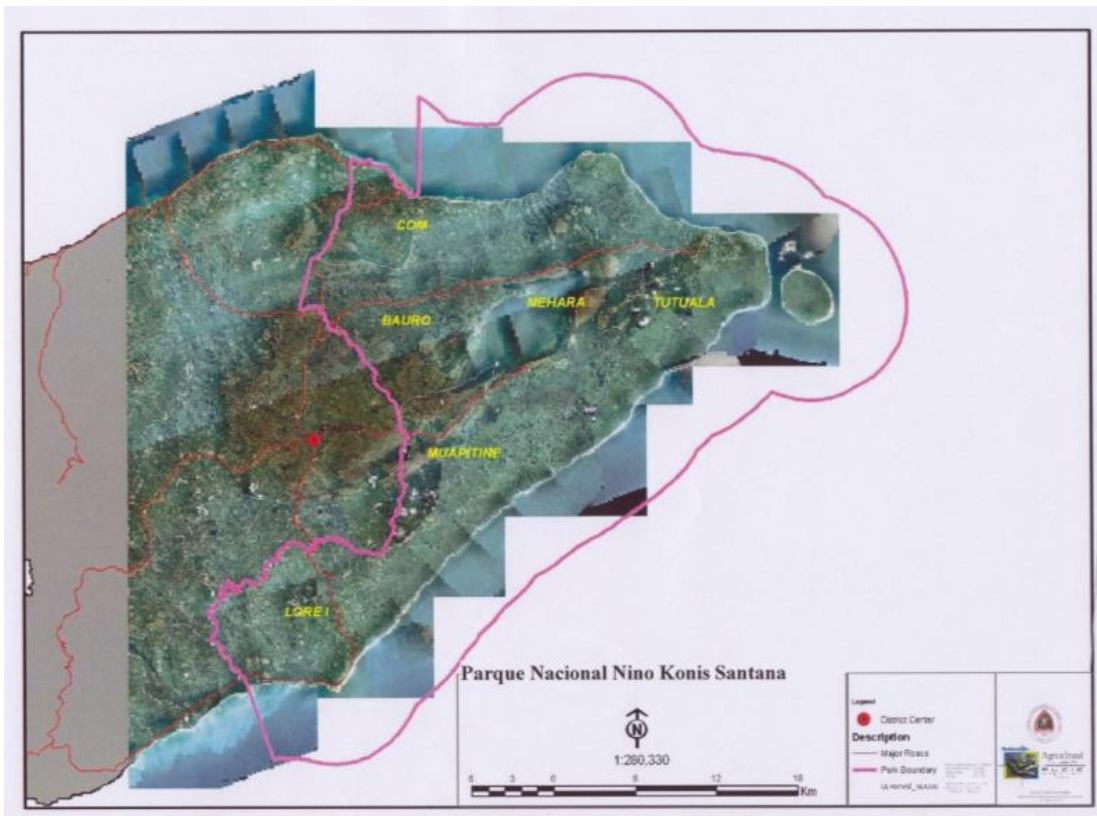 COM
BAURO
MEHARA
TUTUALA
MUAPITINE
LORE I
Parque Nacional Nino Konis Santana
N
1:280,330
6 3 0 6 12 18
Km
Legend
District Center
Description
Major Roads
Park Boundary
Agricultural